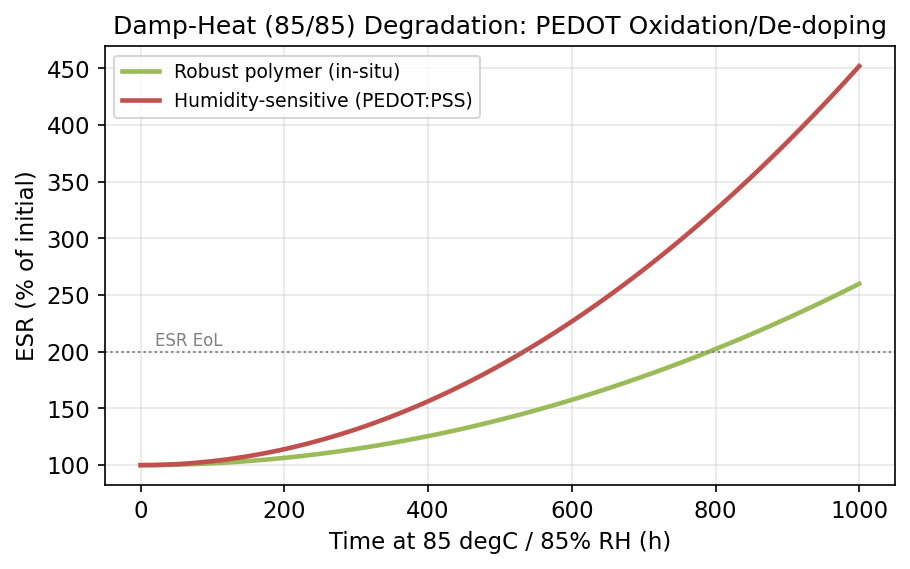 Damp-Heat (85/85) Degradation: PEDOT Oxidation/De-doping
ESR (% of initial)
450
400
350
300
250
200
150
100
Robust polymer (in-situ)
Humidity-sensitive (PEDOT:PSS)
ESR EoL
0 200 400 600 800 1000
Time at 85 degC / 85% RH (h)